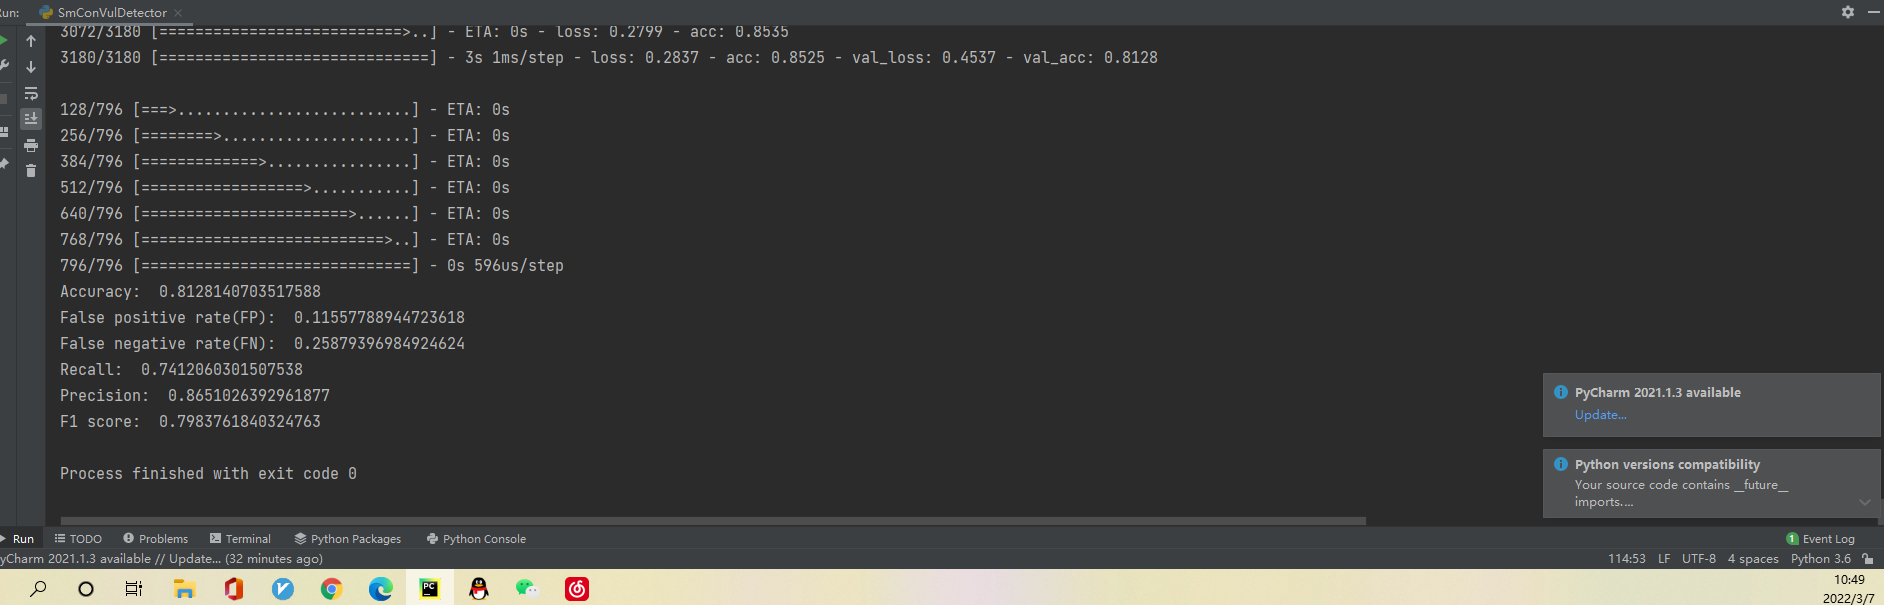 Run: SmConVulDetector
3072/3180 [===========================>..] - ETA: 0s - loss: 0.2799 - acc: 0.8535
3180/3180 [==============================] - 3s 1ms/step - loss: 0.2837 - acc: 0.8525 - val_loss: 0.4537 - val_acc: 0.8128
128/796 [===>..........................] - ETA: 0s
256/796 [========>.....................] - ETA: 0s
384/796 [=============>................] - ETA: 0s
512/796 [==================>...........] - ETA: 0s
640/796 [=======================>......] - ETA: 0s
768/796 [===========================>..] - ETA: 0s
796/796 [==============================] - 0s 596us/step
Accuracy:  0.8128140703517588
False positive rate(FP):  0.11557788944723618
False negative rate(FN):  0.25879396984924624
Recall:  0.7412060301507538
Precision:  0.8651026392961877
F1 score:  0.7983761840324763
Process finished with exit code 0
PyCharm 2021.1.3 available
Update...
Python versions compatibility
Your source code contains __future__
imports....
Run TODO Problems Terminal Python Packages Python Console 1 Event Log
yCharm 2021.1.3 available // Update... (32 minutes ago) 114:53 LF UTF-8 4 spaces Python 3.6
PC
10:49
2022/3/7